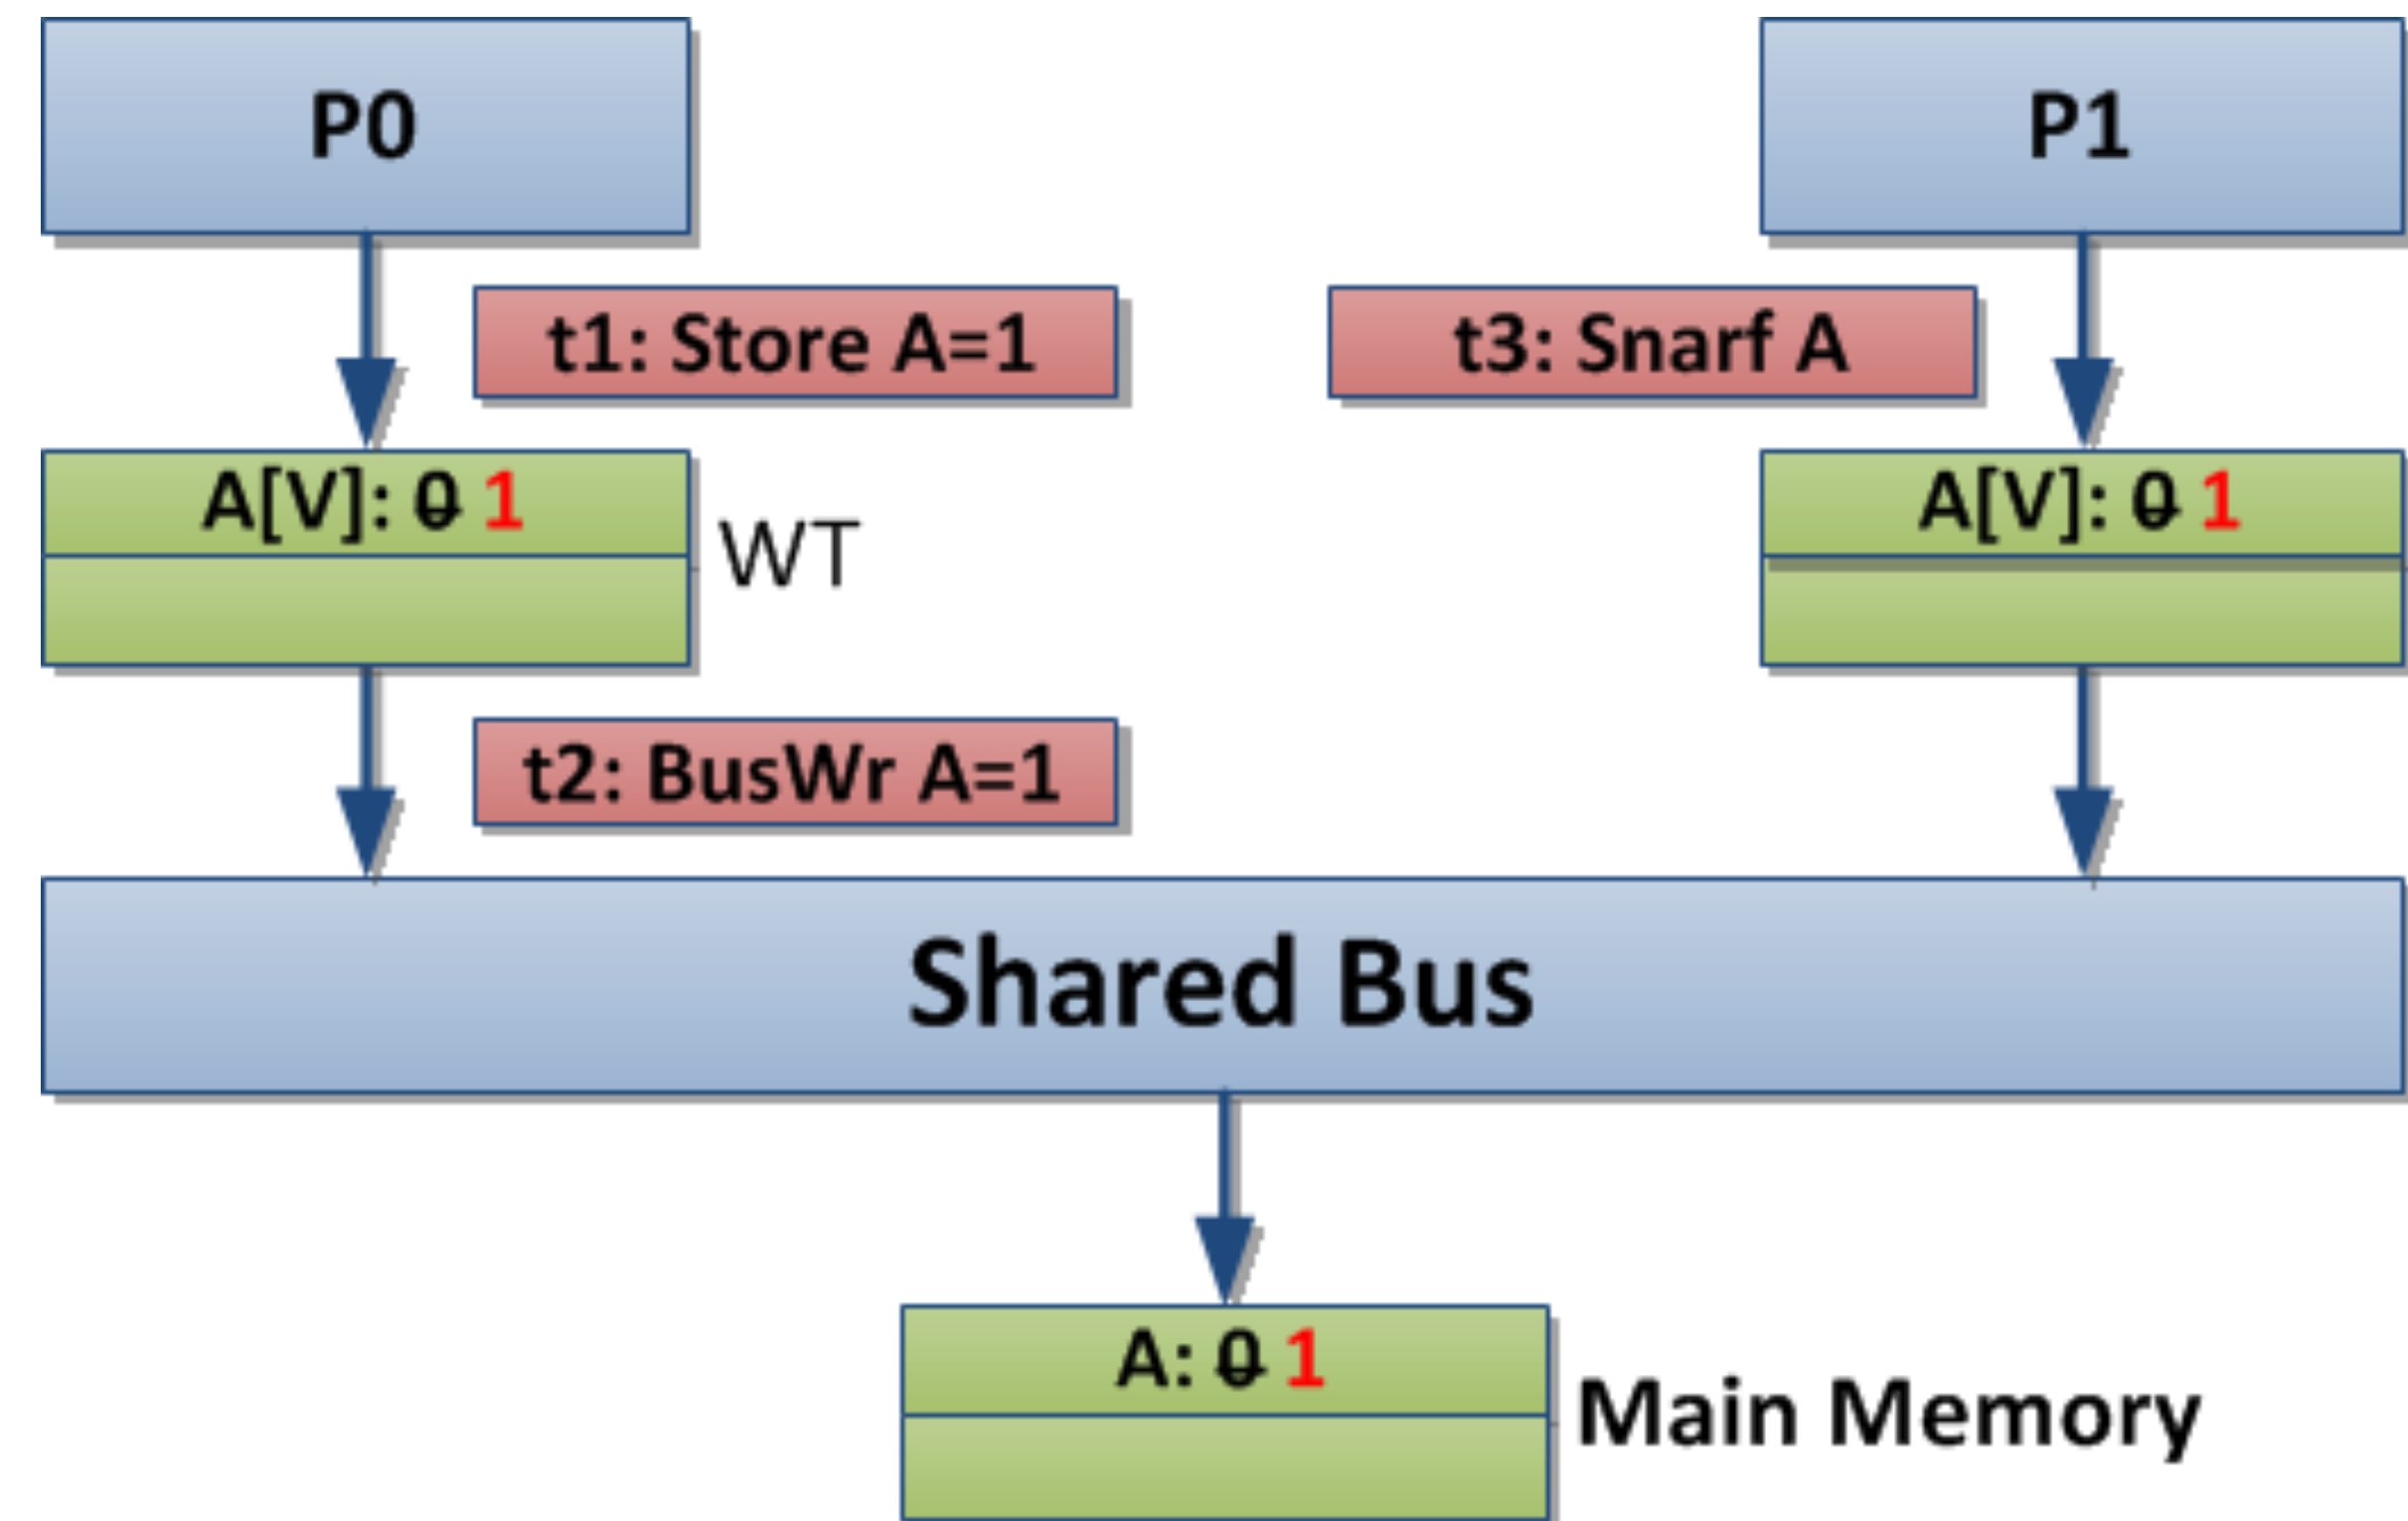 P0
P1
t1: Store A=1
t3: Snarf A
A[V]: 0 1
WT
A[V]: 0 1
t2: BusWr A=1
Shared Bus
A: 0 1
Main Memory